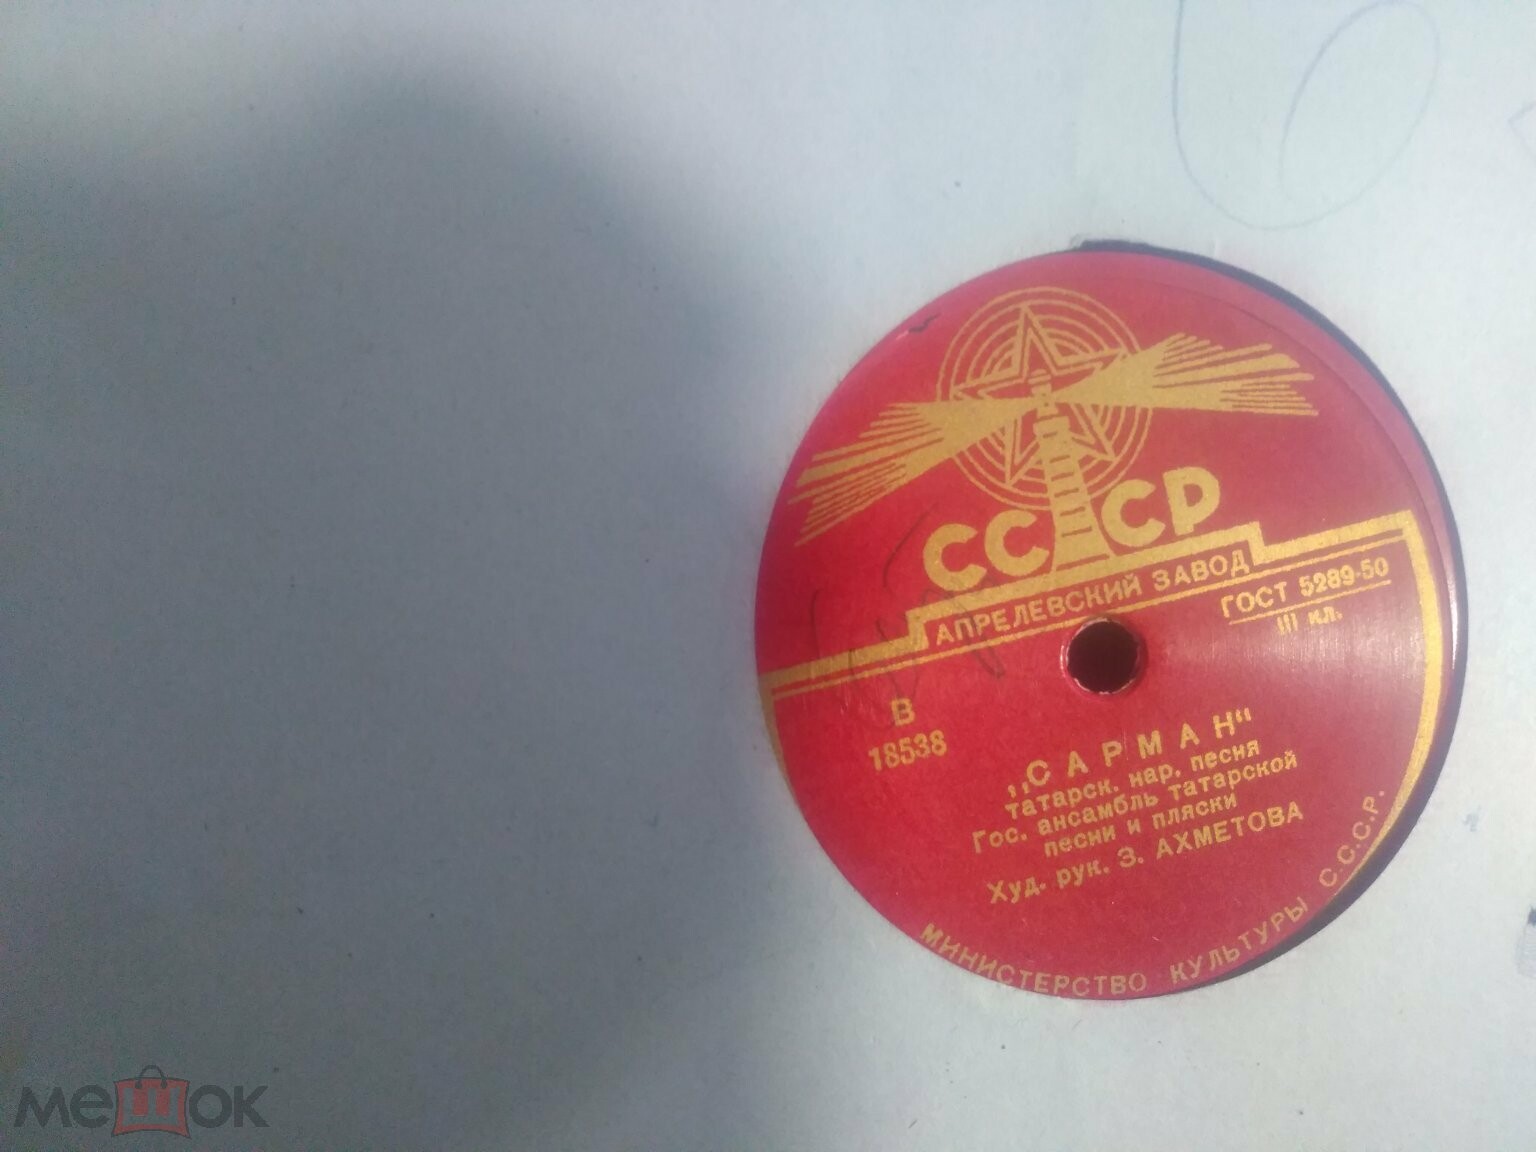 СССР
АПРЕЛЕВСКИЙ ЗАВОД
ГОСТ 5289-50
III кл.
В
18538
„САРМАН“
татарск. нар. песня
Гос. ансамбль татарской
песни и пляски
Худ. рук. З. АХМЕТОВА
МИНИСТЕРСТВО КУЛЬТУРЫ С.С.С.Р.
мешок